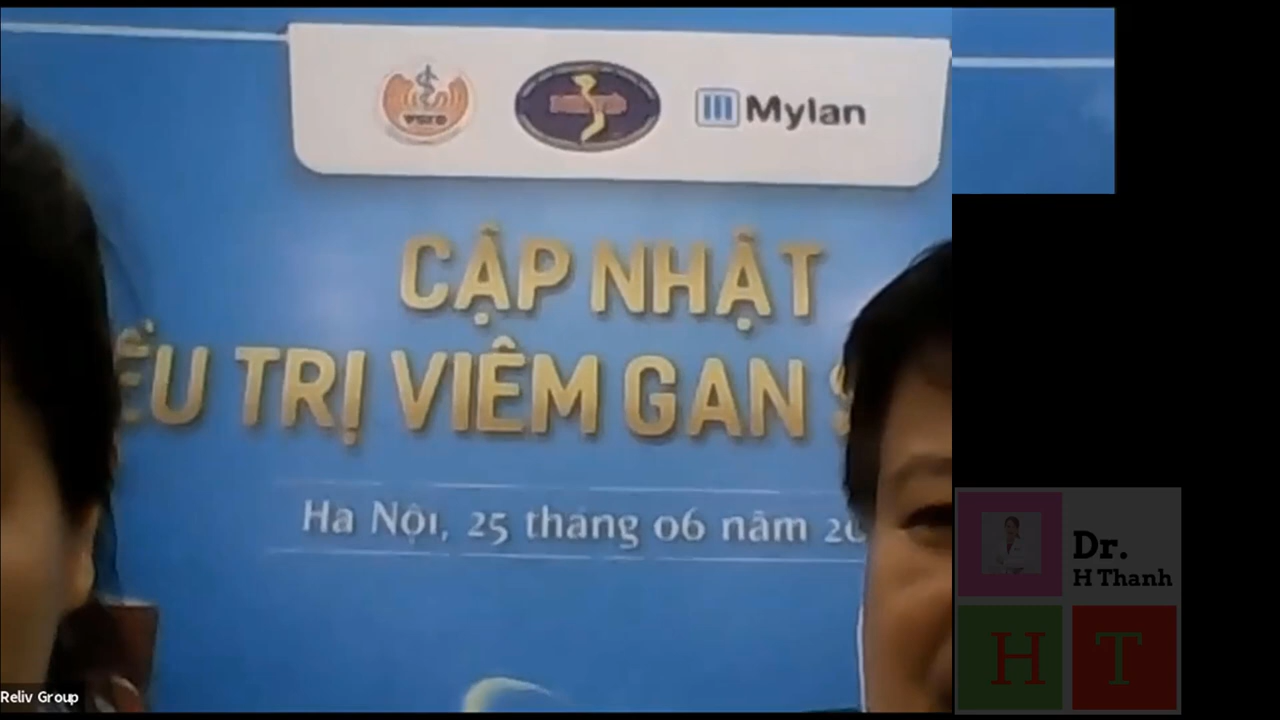 Mylan
CẬP NHẬT
ỀU TRỊ VIÊM GAN
Hà Nội, 25 tháng 06 năm 20
Reliv Group
Dr.
H Thanh
H T